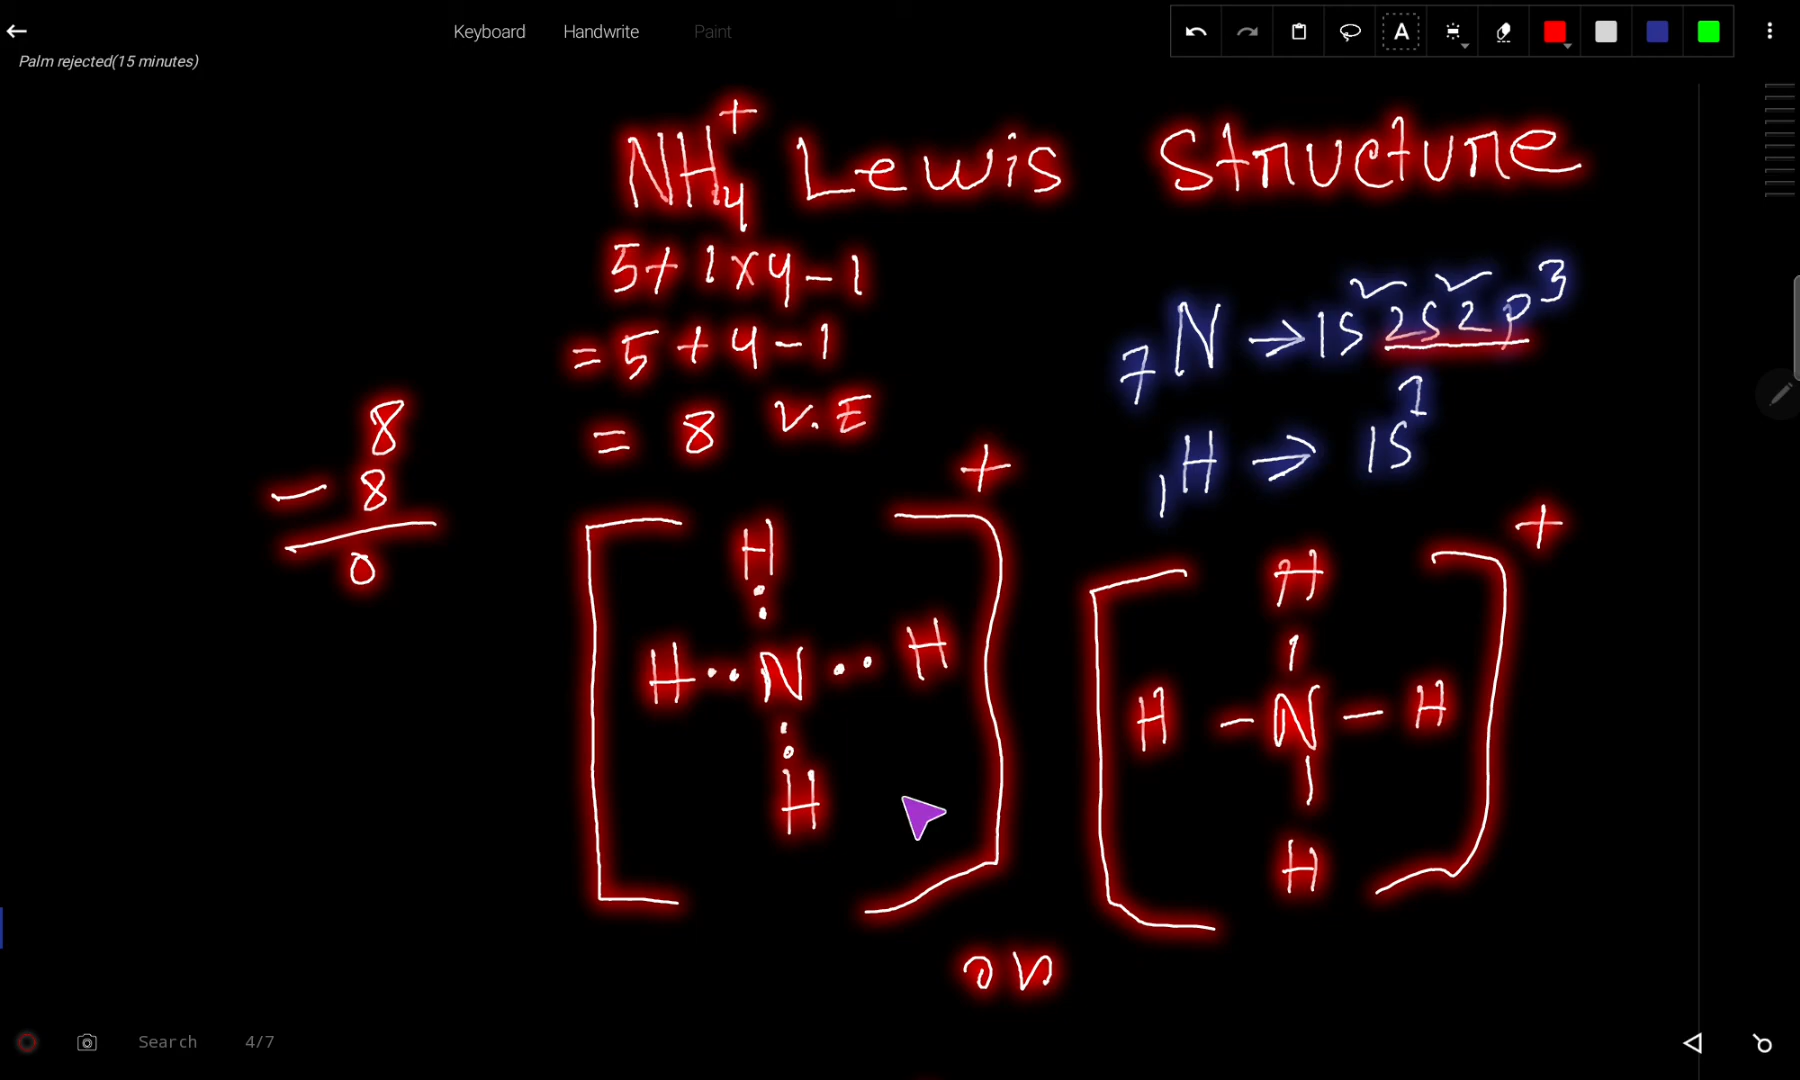 Keyboard Handwrite Paint
Palm rejected(15 minutes)
A
NH₄⁺ Lewis Structure
5+1×4-1
=5+4-1
= 8 V.E
₇N → 1S² 2S² 2P³
₁H → 1S¹
8
- 8
0
+
H
H··N··H
H
+
H
H-N-H
H
or
Search 4/7